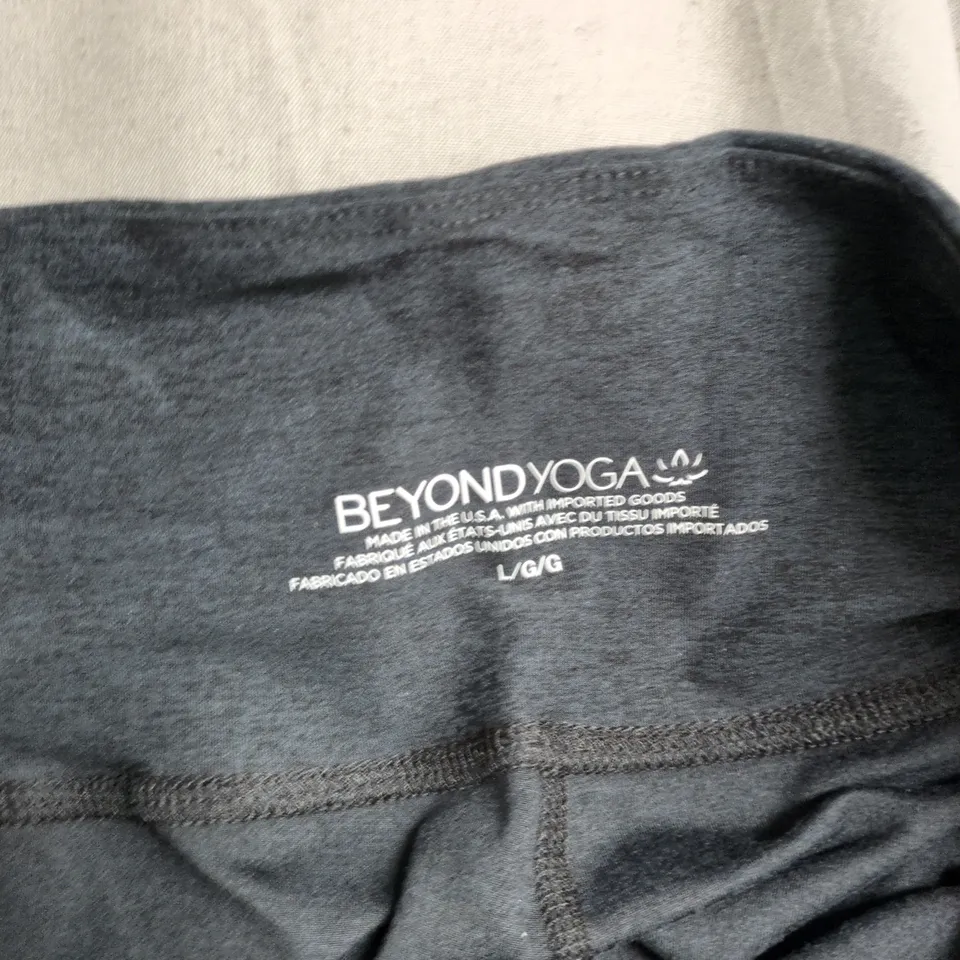 BEYONDYOGA
MADE IN THE U.S.A. WITH IMPORTED GOODS
FABRIQUÉ AUX ÉTATS-UNIS AVEC DU TISSU IMPORTÉ
FABRICADO EN ESTADOS UNIDOS CON PRODUCTOS IMPORTADOS
L/G/G